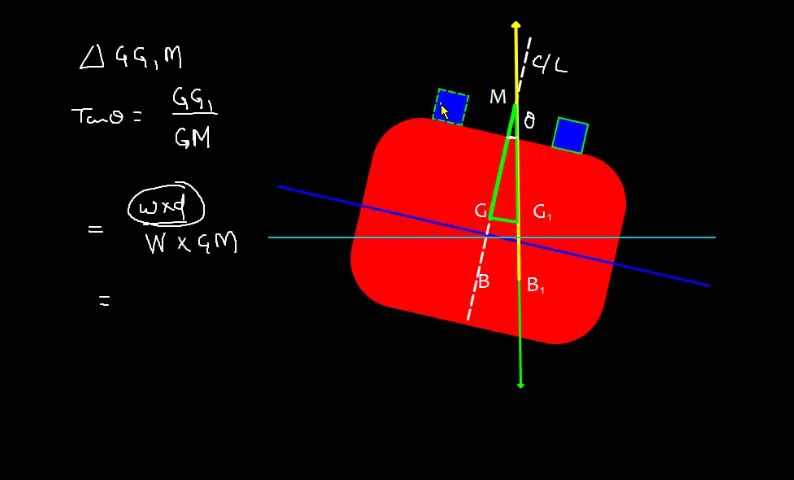 △ GG₁M
Tanθ = GG₁
GM
= w×d
W × GM
=
C/L
M
θ
G
G₁
B
B₁